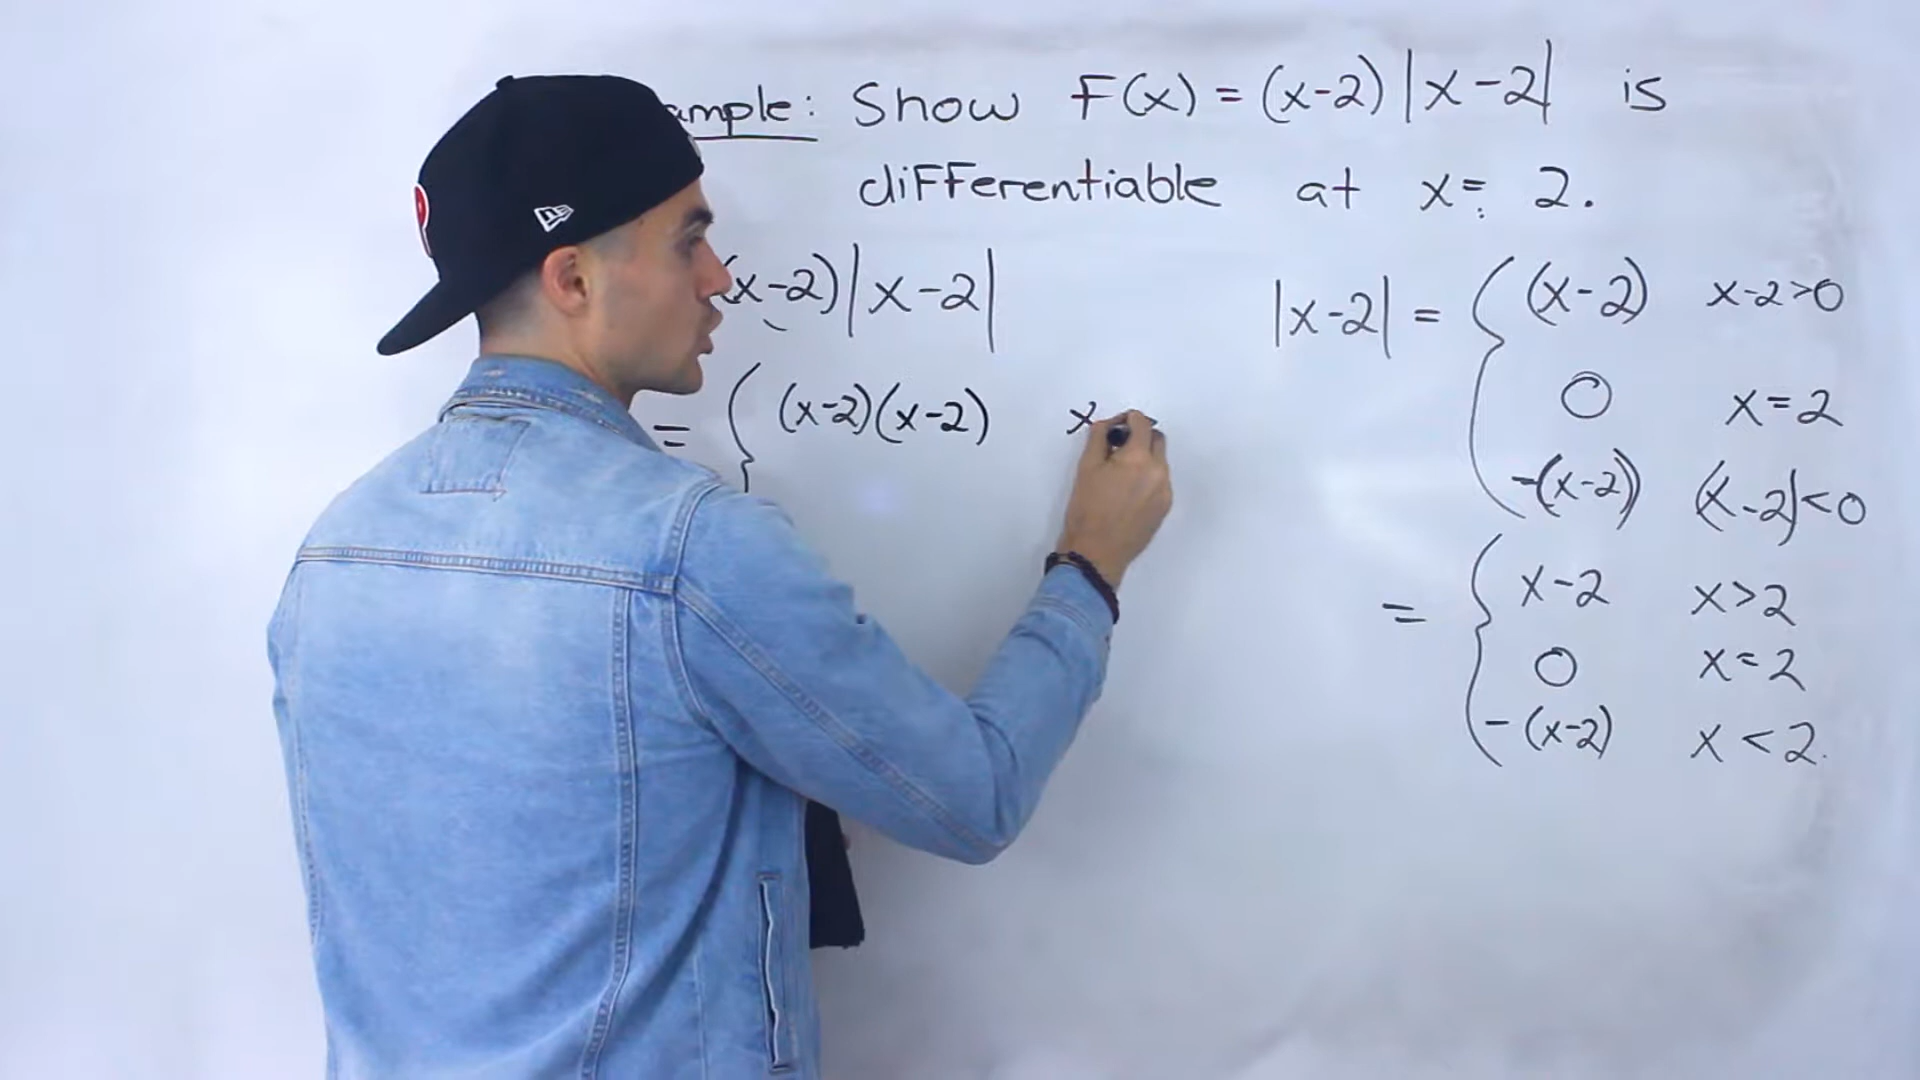 ample: Show F(x) = (x-2)|x-2| is
differentiable at x= 2.
(x-2)|x-2|
= { (x-2)(x-2) x
|x-2| = { (x-2) x-2>0
0 x=2
-(x-2) (x-2)<0
= { x-2 x>2
0 x=2
-(x-2) x<2.